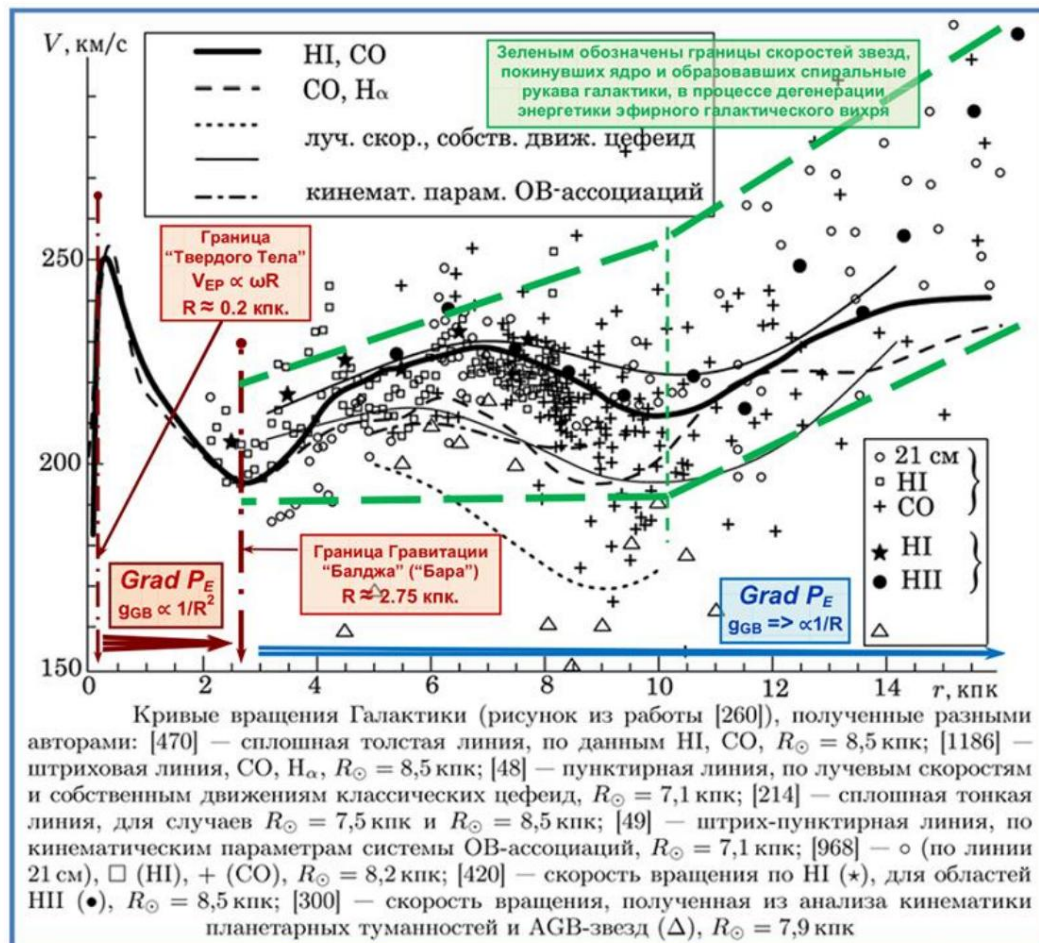 V, км/с
HI, CO
CO, Hα
луч. скор., собств. движ. цефеид
кинемат. парам. ОВ-ассоциаций
Зеленым обозначены границы скоростей звезд,
покинувших ядро и образовавших спиральные
рукава галактики, в процессе дегенерации
энергетики эфирного галактического вихря
Граница
“Твердого Тела”
V_EP ∝ ωR
R ≈ 0.2 кпк.
250
200
150
Граница Гравитации
“Балджа” (“Бара”)
R ≈ 2.75 кпк.
Grad P_E
g_GB ∝ 1/R²
Grad P_E
g_GB => ∝1/R
○ 21 см
□ HI
+ CO
★ HI
● HII
△
0 2 4 6 8 10 12 14 r, кпк
Кривые вращения Галактики (рисунок из работы [260]), полученные разными
авторами: [470] — сплошная толстая линия, по данным HI, CO, R⊙ = 8,5 кпк; [1186] —
штриховая линия, CO, Hα, R⊙ = 8,5 кпк; [48] — пунктирная линия, по лучевым скоростям
и собственным движениям классических цефеид, R⊙ = 7,1 кпк; [214] — сплошная тонкая
линия, для случаев R⊙ = 7,5 кпк и R⊙ = 8,5 кпк; [49] — штрих-пунктирная линия, по
кинематическим параметрам системы ОВ-ассоциаций, R⊙ = 7,1 кпк; [968] — ○ (по линии
21 см), □ (HI), + (CO), R⊙ = 8,2 кпк; [420] — скорость вращения по HI (⋆), для областей
HII (•), R⊙ = 8,5 кпк; [300] — скорость вращения, полученная из анализа кинематики
планетарных туманностей и AGB-звезд (△), R⊙ = 7,9 кпк